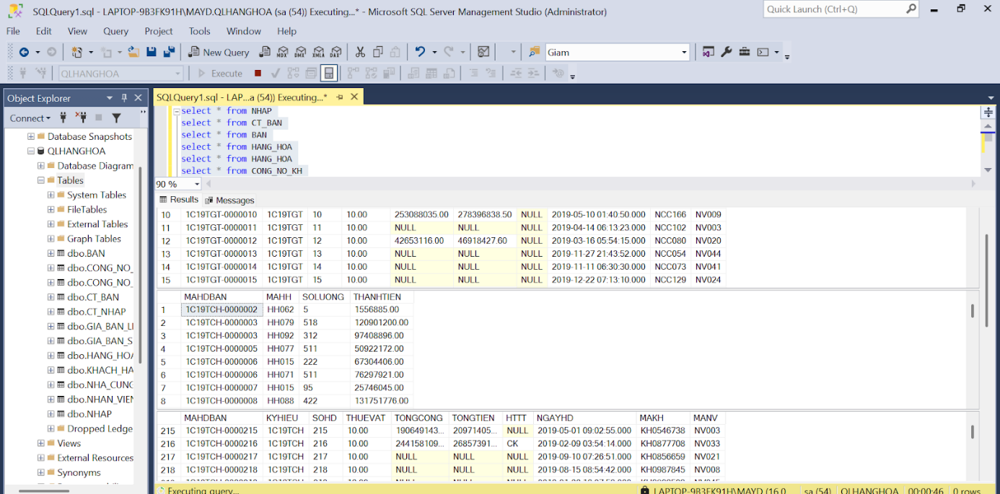 SQLQuery1.sql - LAPTOP-9B3FK91H\MAYD.QLHANGHOA (sa (54)) Executing...* - Microsoft SQL Server Management Studio (Administrator)
Quick Launch (Ctrl+Q)
File Edit View Query Project Tools Window Help
New Query MDX DMX XMLA DAX Giam
QLHANGHOA Execute
Object Explorer
SQLQuery1.sql - LAP...a (54)) Executing...*
Connect
Database Snapshots
QLHANGHOA
Database Diagram
Tables
System Tables
FileTables
External Tables
Graph Tables
dbo.BAN
dbo.CONG_NO_
dbo.CONG_NO_
dbo.CT_BAN
dbo.CT_NHAP
dbo.GIA_BAN_LI
dbo.GIA_BAN_S
dbo.HANG_HOA
dbo.KHACH_HA
dbo.NHA_CUNG
dbo.NHAN_VIEN
dbo.NHAP
Dropped Ledge
Views
External Resources
Synonyms
select * from NHAP
select * from CT_BAN
select * from BAN
select * from HANG_HOA
select * from HANG_HOA
select * from CONG_NO_KH
90 %
Results Messages
10 1C19TGT-0000010 1C19TGT 10 10.00 253088035.00 278396838.50 NULL 2019-05-10 01:40:50.000 NCC166 NV009
11 1C19TGT-0000011 1C19TGT 11 10.00 NULL NULL NULL 2019-04-14 06:13:23.000 NCC102 NV003
12 1C19TGT-0000012 1C19TGT 12 10.00 42653116.00 46918427.60 NULL 2019-03-16 05:54:15.000 NCC080 NV020
13 1C19TGT-0000013 1C19TGT 13 10.00 NULL NULL NULL 2019-11-27 21:43:52.000 NCC054 NV044
14 1C19TGT-0000014 1C19TGT 14 10.00 NULL NULL NULL 2019-11-11 06:30:30.000 NCC073 NV041
15 1C19TGT-0000015 1C19TGT 15 10.00 NULL NULL NULL 2019-12-22 07:13:10.000 NCC129 NV024
MAHDBAN MAHH SOLUONG THANHTIEN
1 1C19TCH-0000002 HH062 5 1556885.00
2 1C19TCH-0000003 HH079 518 120901200.00
3 1C19TCH-0000003 HH092 312 97408896.00
4 1C19TCH-0000005 HH077 511 50922172.00
5 1C19TCH-0000006 HH015 222 67304406.00
6 1C19TCH-0000006 HH071 511 76297921.00
7 1C19TCH-0000007 HH015 95 25746045.00
8 1C19TCH-0000008 HH088 422 131751776.00
MAHDBAN KYHIEU SOHD THUEVAT TONGCONG TONGTIEN HTTT NGAYHD MAKH MANV
215 1C19TCH-0000215 1C19TCH 215 10.00 190649143... 20971405... NULL 2019-05-01 09:02:55.000 KH0546738 NV003
216 1C19TCH-0000216 1C19TCH 216 10.00 244158109... 26857391... CK 2019-02-09 03:54:14.000 KH0877708 NV033
217 1C19TCH-0000217 1C19TCH 217 10.00 NULL NULL NULL 2019-09-10 07:26:51.000 KH0856659 NV021
218 1C19TCH-0000218 1C19TCH 218 10.00 NULL NULL NULL 2019-08-15 08:54:42.000 KH0987845 NV008
Executing query... LAPTOP-9B3FK91H\MAYD (16.0 sa (54) QLHANGHOA 00:00:46 0 rows